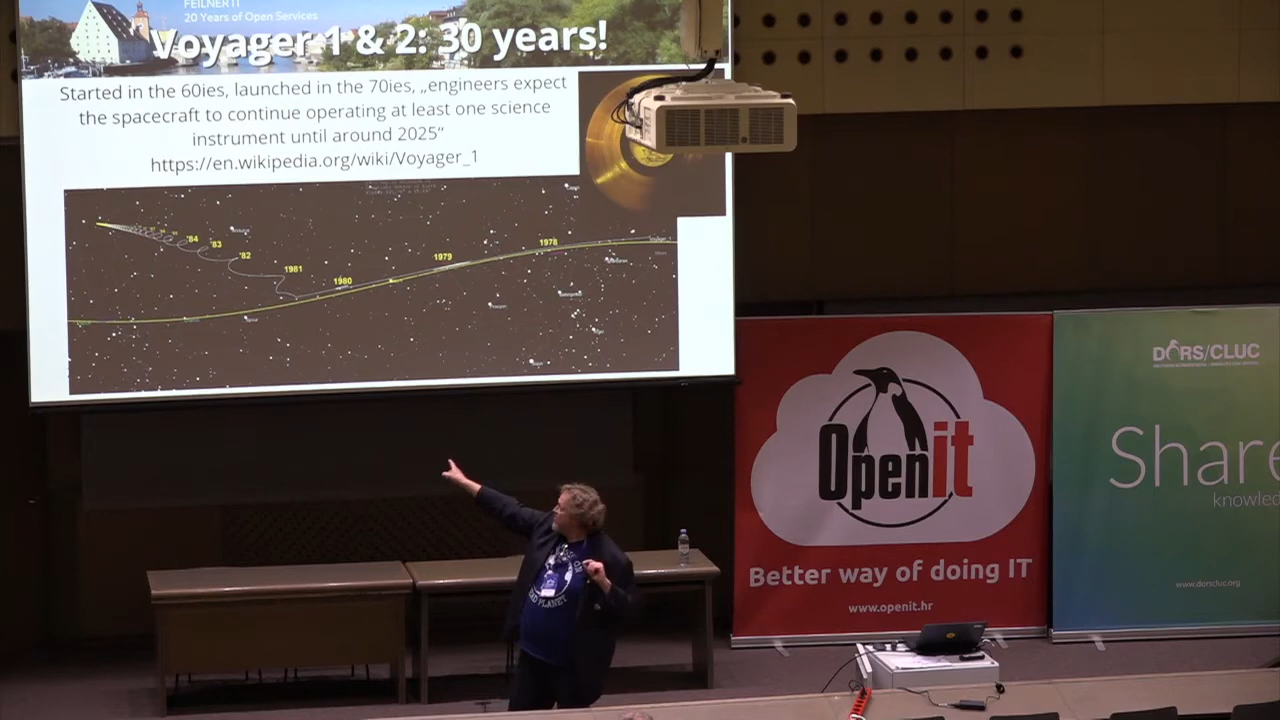 FEILNER IT
20 Years of Open Services
Voyager 1 & 2: 30 years!
Started in the 60ies, launched in the 70ies, „engineers expect
the spacecraft to continue operating at least one science
instrument until around 2025“
https://en.wikipedia.org/wiki/Voyager_1
'84
'83
'82
1981
1980
1979
1978
Openit
Better way of doing IT
www.openit.hr
DORS/CLUC
Share
knowled
www.dorscluc.org
PLANET